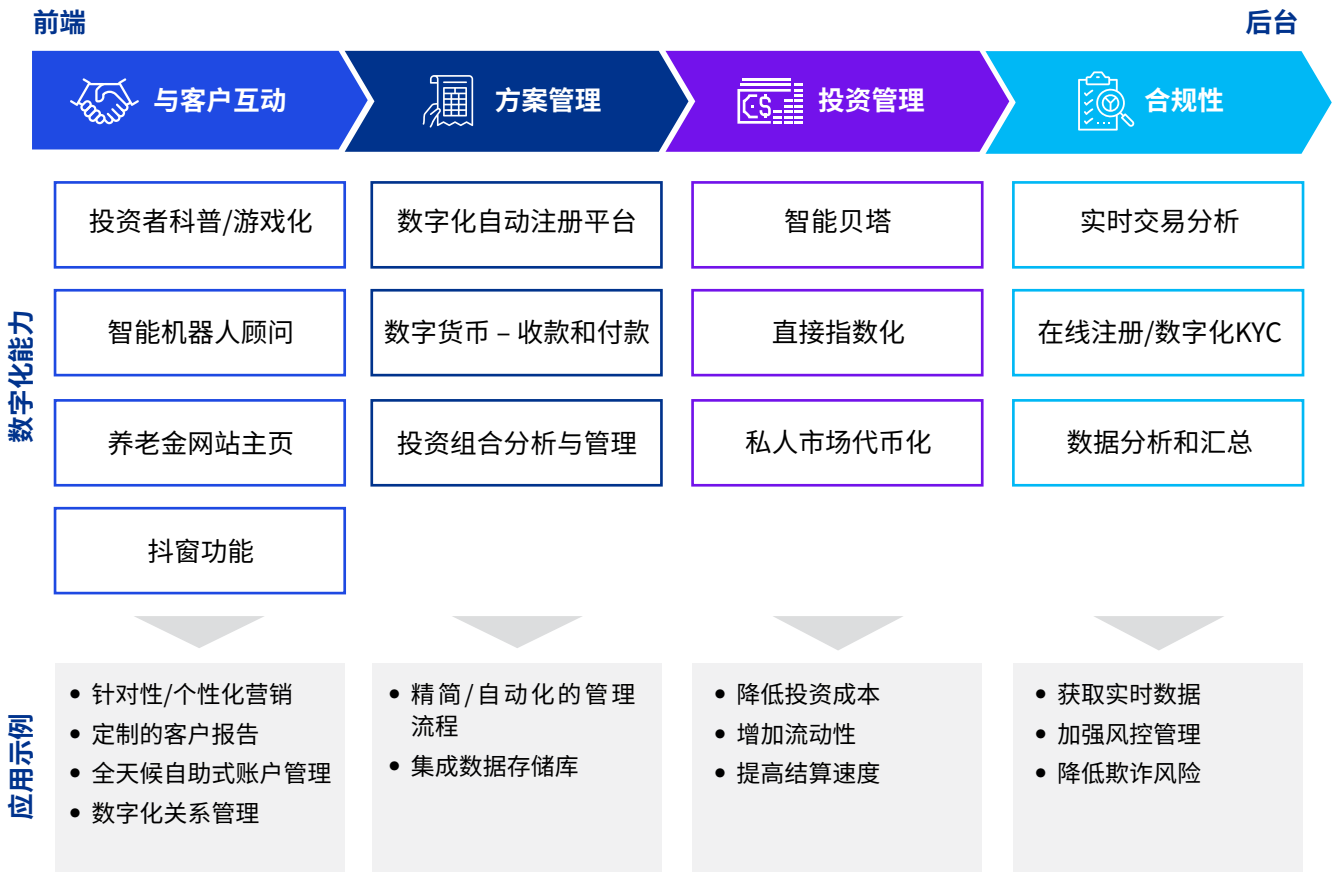 前端
后台
与客户互动
方案管理
投资管理
合规性
数字化能力
投资者科普/游戏化
数字化自动注册平台
智能贝塔
实时交易分析
智能机器人顾问
数字货币 – 收款和付款
直接指数化
在线注册/数字化KYC
养老金网站主页
投资组合分析与管理
私人市场代币化
数据分析和汇总
抖窗功能
应用示例
• 针对性/个性化营销
• 定制的客户报告
• 全天候自助式账户管理
• 数字化关系管理
• 精简/自动化的管理
流程
• 集成数据存储库
• 降低投资成本
• 增加流动性
• 提高结算速度
• 获取实时数据
• 加强风控管理
• 降低欺诈风险